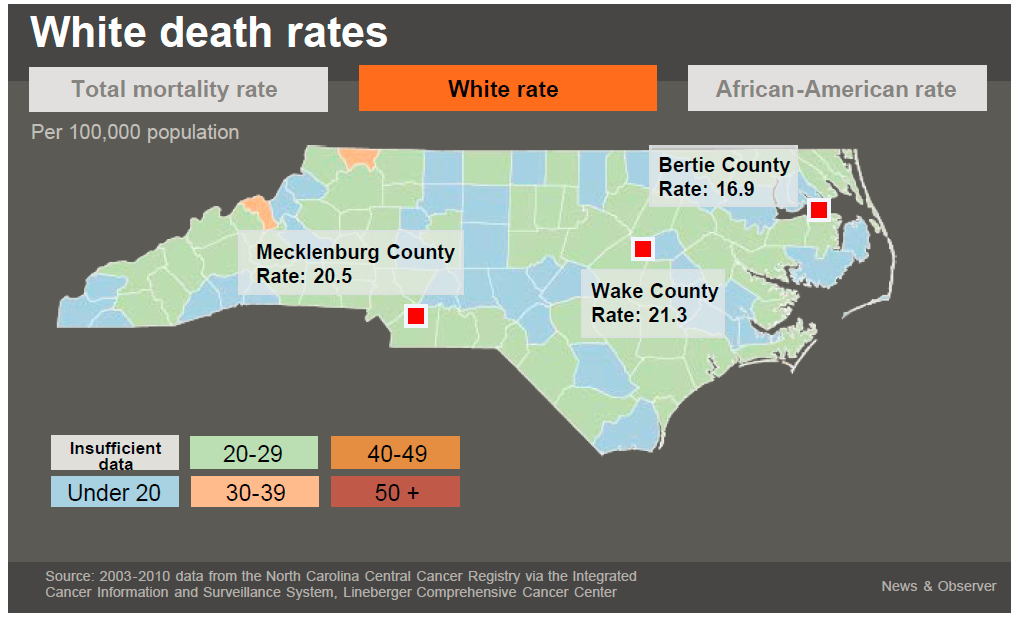 White death rates
Total mortality rate
White rate
African-American rate
Per 100,000 population
Bertie County
Rate: 16.9
Mecklenburg County
Rate: 20.5
Wake County
Rate: 21.3
Insufficient
data
20-29
40-49
Under 20
30-39
50 +
Source: 2003-2010 data from the North Carolina Central Cancer Registry via the Integrated
Cancer Information and Surveillance System, Lineberger Comprehensive Cancer Center
News & Observer